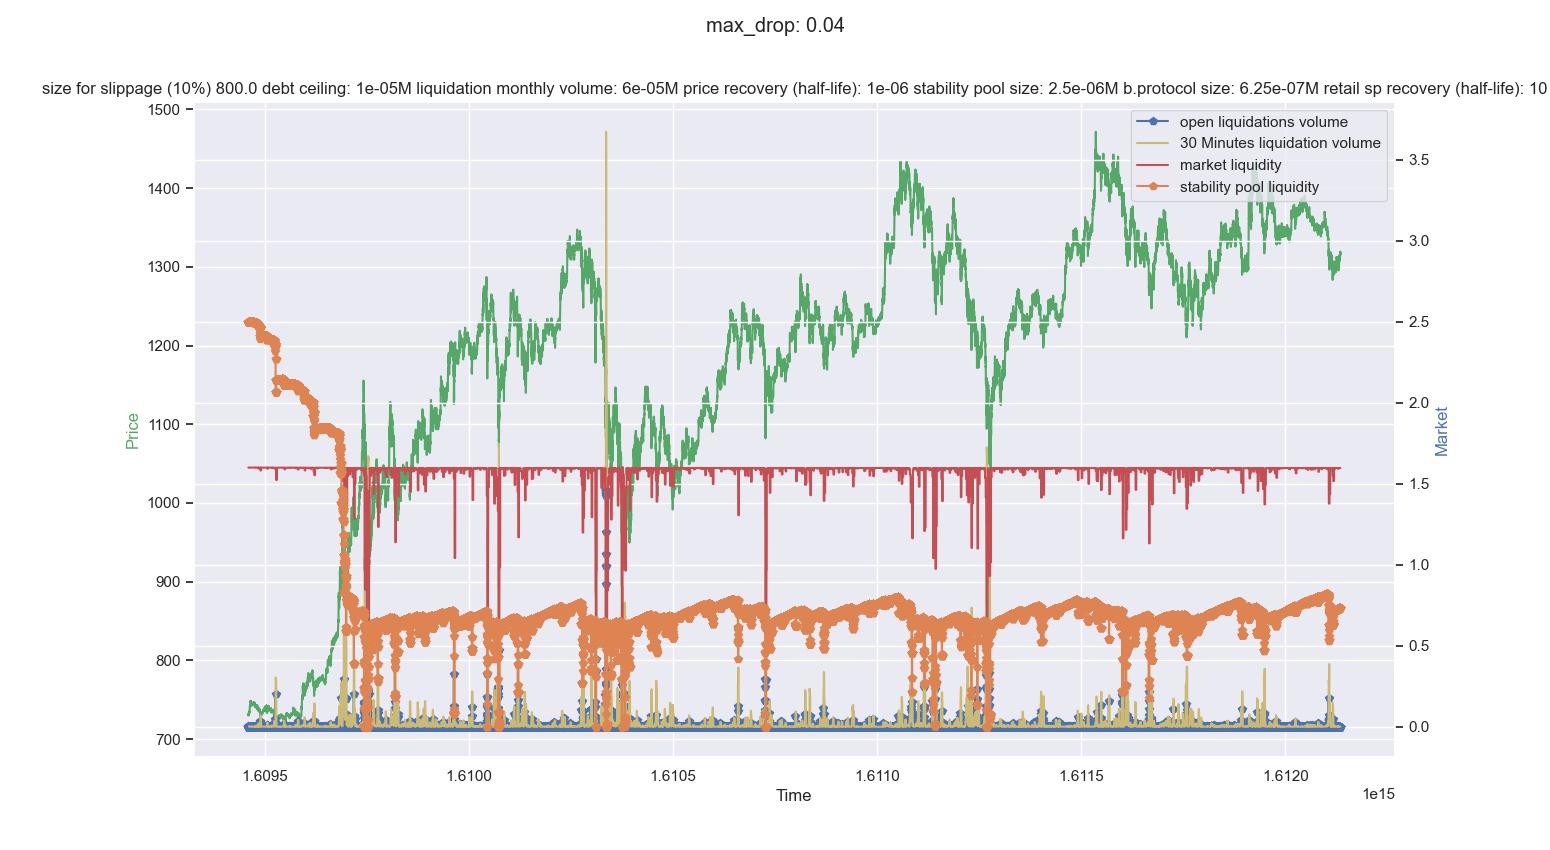 max_drop: 0.04
size for slippage (10%) 800.0 debt ceiling: 1e-05M liquidation monthly volume: 6e-05M price recovery (half-life): 1e-06 stability pool size: 2.5e-06M b.protocol size: 6.25e-07M retail sp recovery (half-life): 10
open liquidations volume
30 Minutes liquidation volume
market liquidity
stability pool liquidity
1500
1400
1300
1200
1100
1000
900
800
700
Price
3.5
3.0
2.5
2.0
1.5
1.0
0.5
0.0
Market
1.6095 1.6100 1.6105 1.6110 1.6115 1.6120
Time
1e15